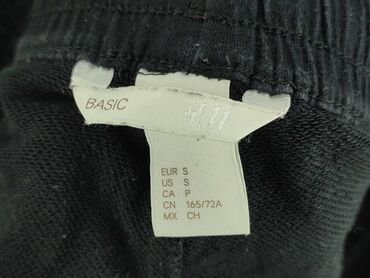 BASIC
H&M
EUR S
US S
CA P
CN 165/72A
MX CH